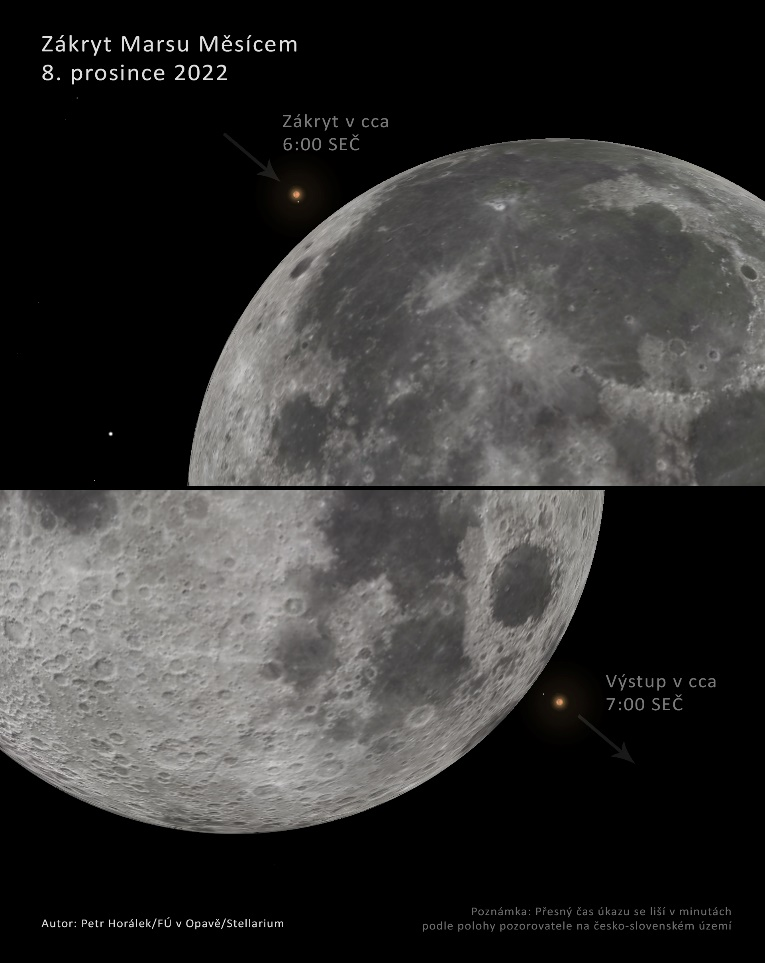 Zákryt Marsu Měsícem
8. prosince 2022
Zákryt v cca
6:00 SEČ
Výstup v cca
7:00 SEČ
Autor: Petr Horálek/FÚ v Opavě/Stellarium
Poznámka: Přesný čas úkazu se liší v minutách
podle polohy pozorovatele na česko-slovenském území